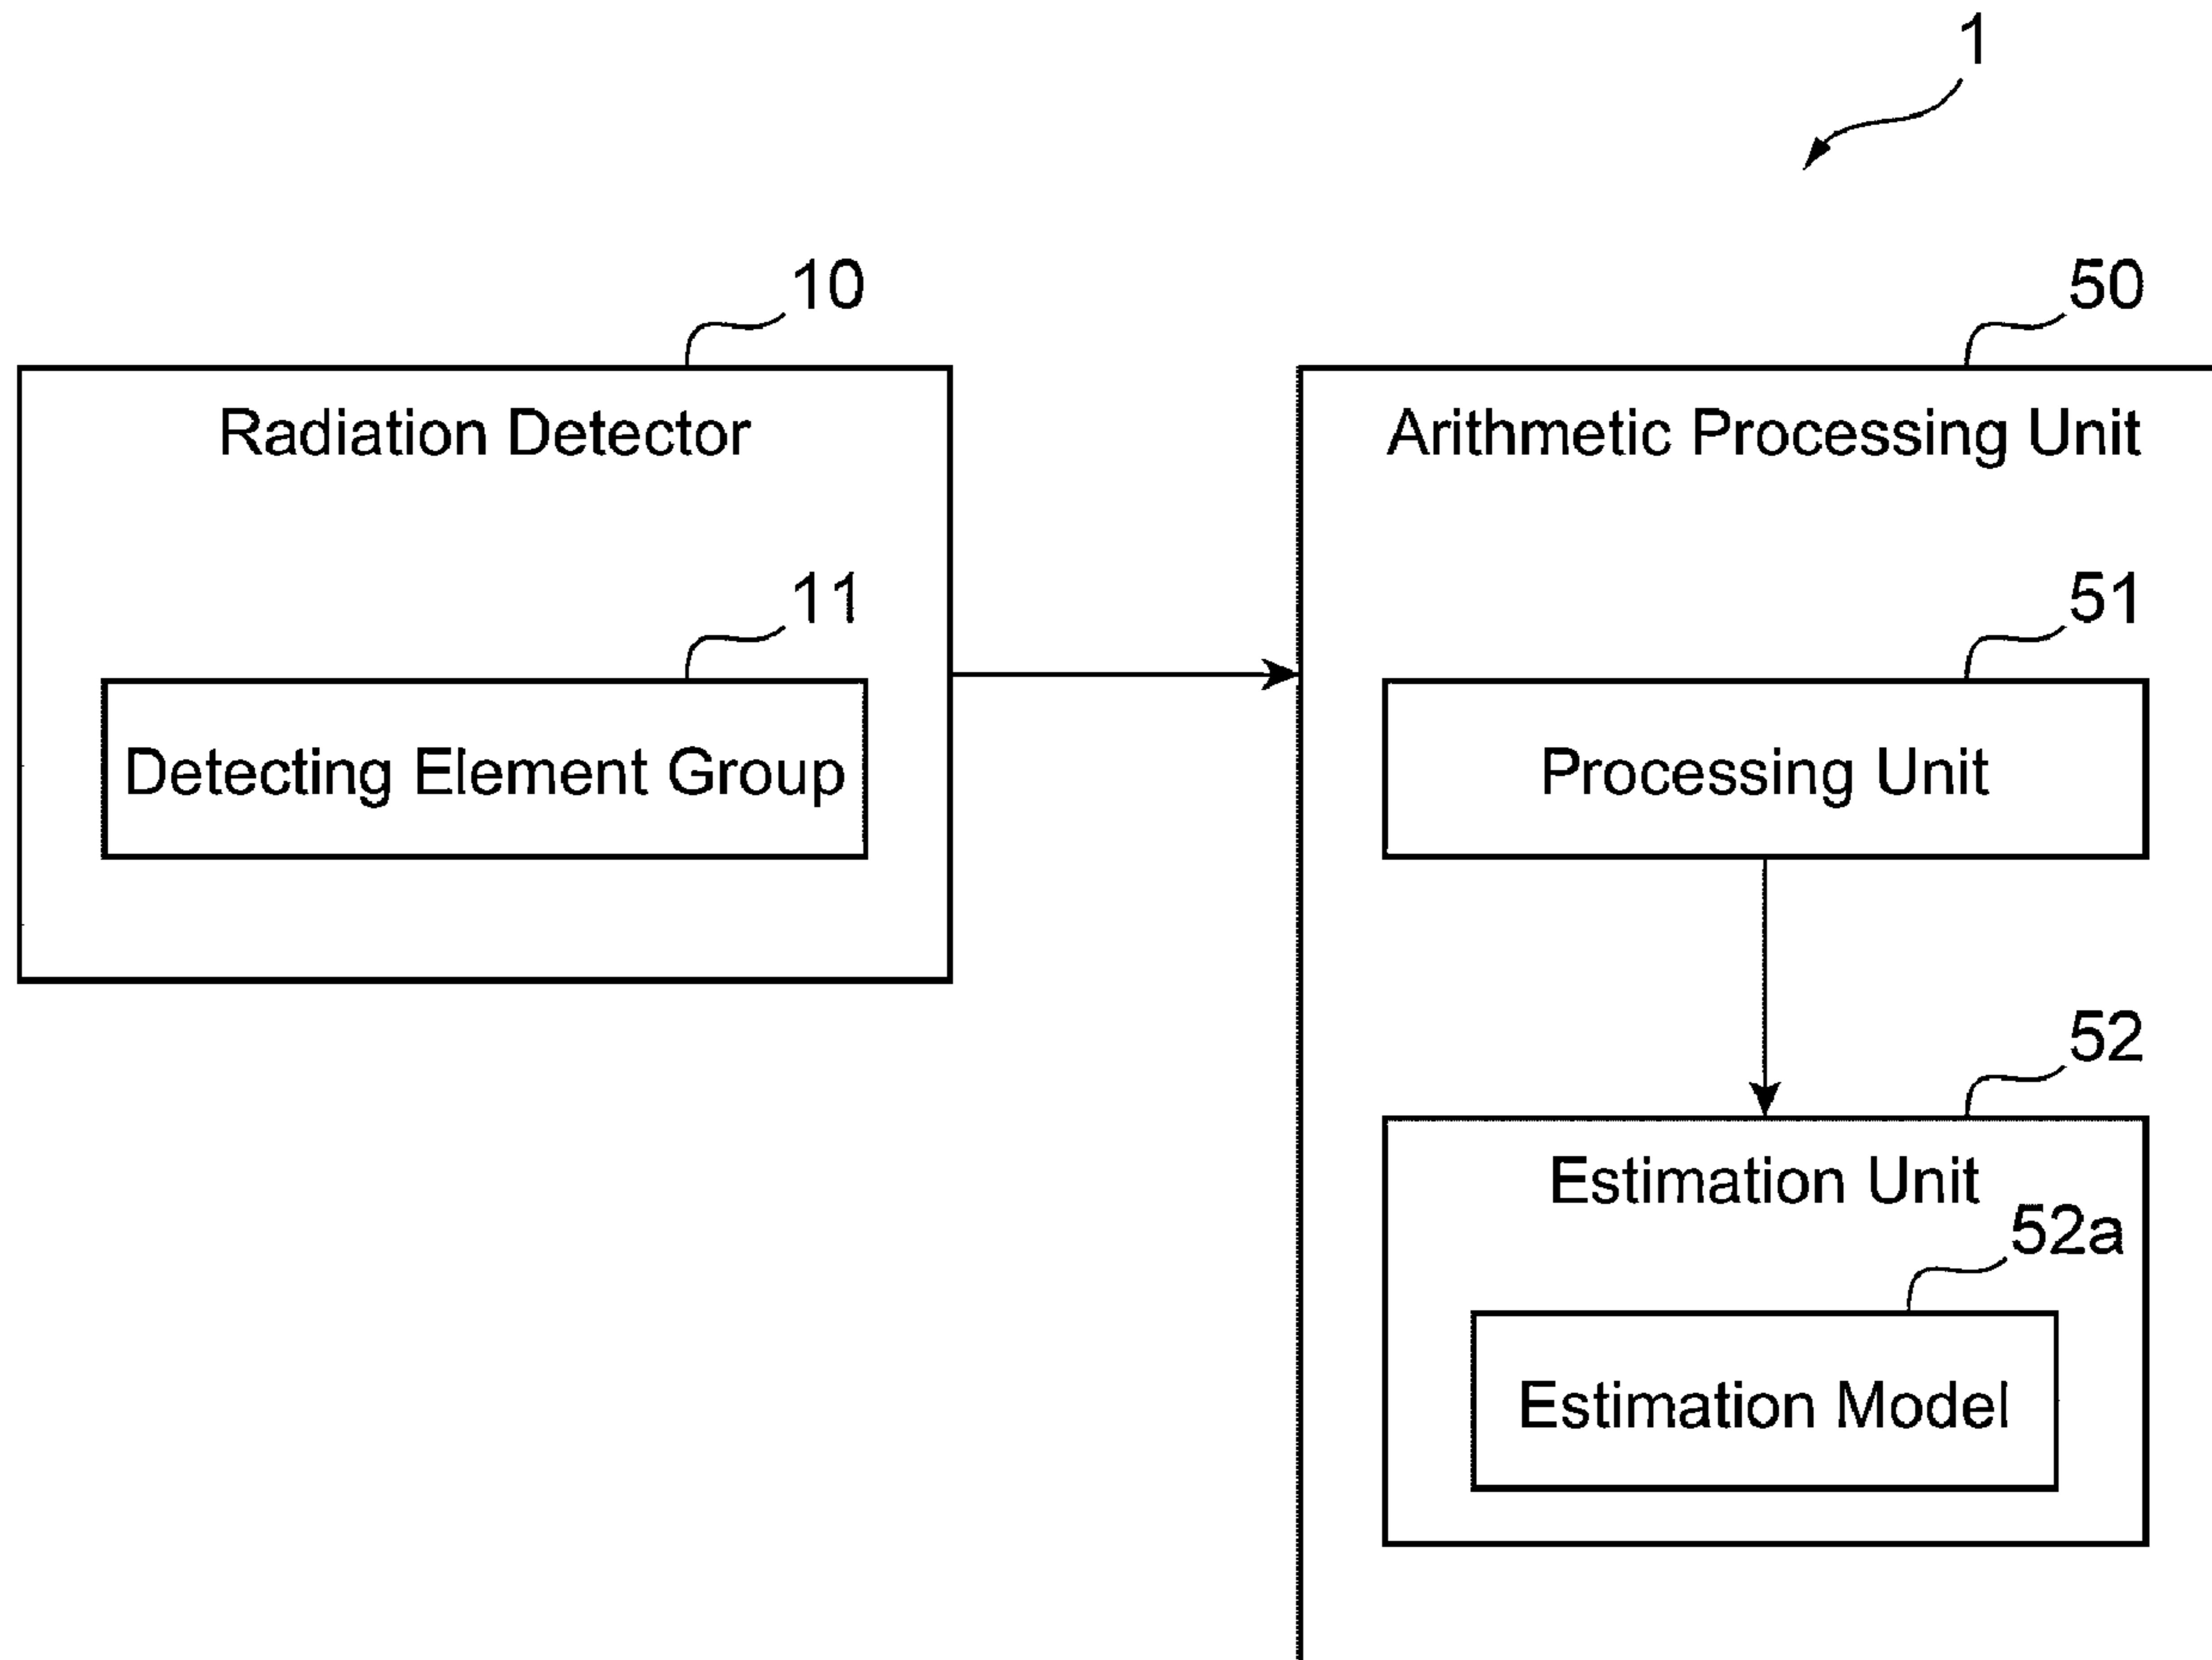 1
10
Radiation Detector
11
Detecting Element Group
50
Arithmetic Processing Unit
51
Processing Unit
52
Estimation Unit
52a
Estimation Model